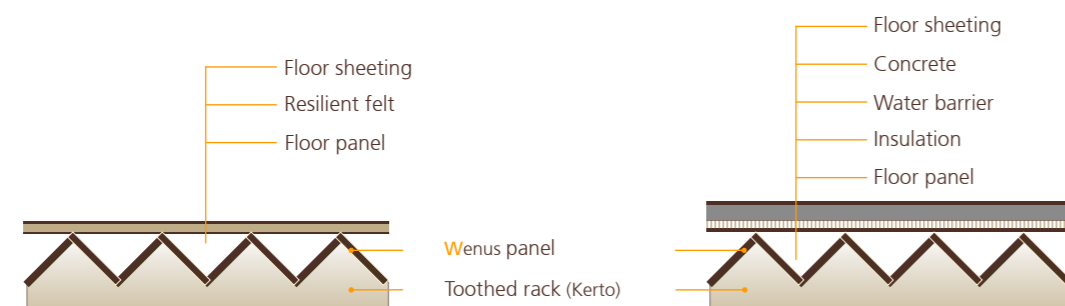 Floor sheeting
Resilient felt
Floor panel
Floor sheeting
Concrete
Water barrier
Insulation
Floor panel
Wenus panel
Toothed rack (Kerto)